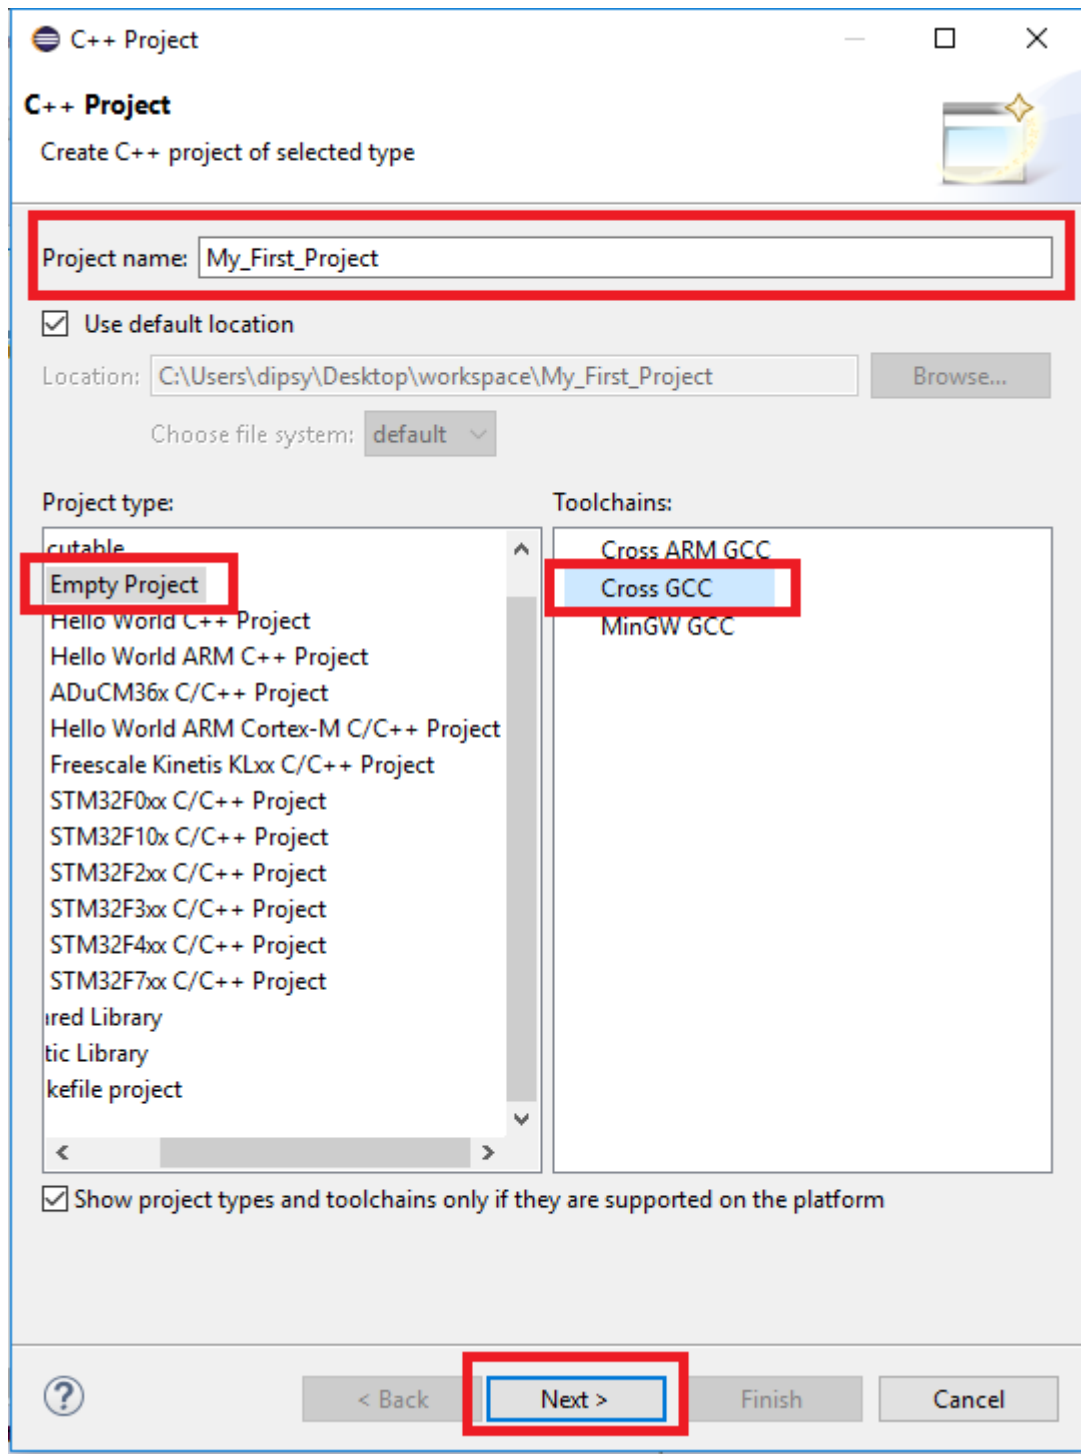 C++ Project
C++ Project
Create C++ project of selected type
Project name: My_First_Project
Use default location
Location: C:\Users\dipsy\Desktop\workspace\My_First_Project Browse...
Choose file system: default
Project type:
cutable
Empty Project
Hello World C++ Project
Hello World ARM C++ Project
ADuCM36x C/C++ Project
Hello World ARM Cortex-M C/C++ Project
Freescale Kinetis KLxx C/C++ Project
STM32F0xx C/C++ Project
STM32F10x C/C++ Project
STM32F2xx C/C++ Project
STM32F3xx C/C++ Project
STM32F4xx C/C++ Project
STM32F7xx C/C++ Project
ared Library
tic Library
kefile project
Toolchains:
Cross ARM GCC
Cross GCC
MinGW GCC
Show project types and toolchains only if they are supported on the platform
?
< Back Next > Finish Cancel